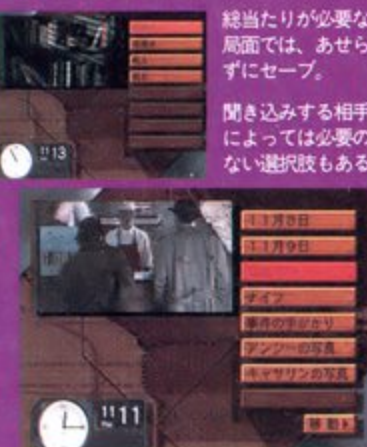 総当たりが必要な
局面では、あせら
ずにセーブ。
聞き込みする相手
によっては必要の
ない選択肢もある
11 13
11月8日
11月9日
ナイフ
事件の手がかり
アンジーの写真
キャサリンの写真
移動
11 11